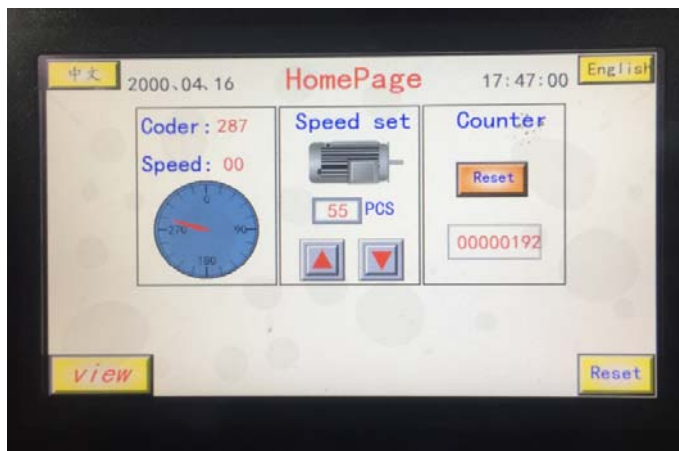 中文
2000、04、16
HomePage
17:47:00
English
Coder: 287
Speed: 00
0
270
90
180
Speed set
55 PCS
Counter
Reset
00000192
view
Reset